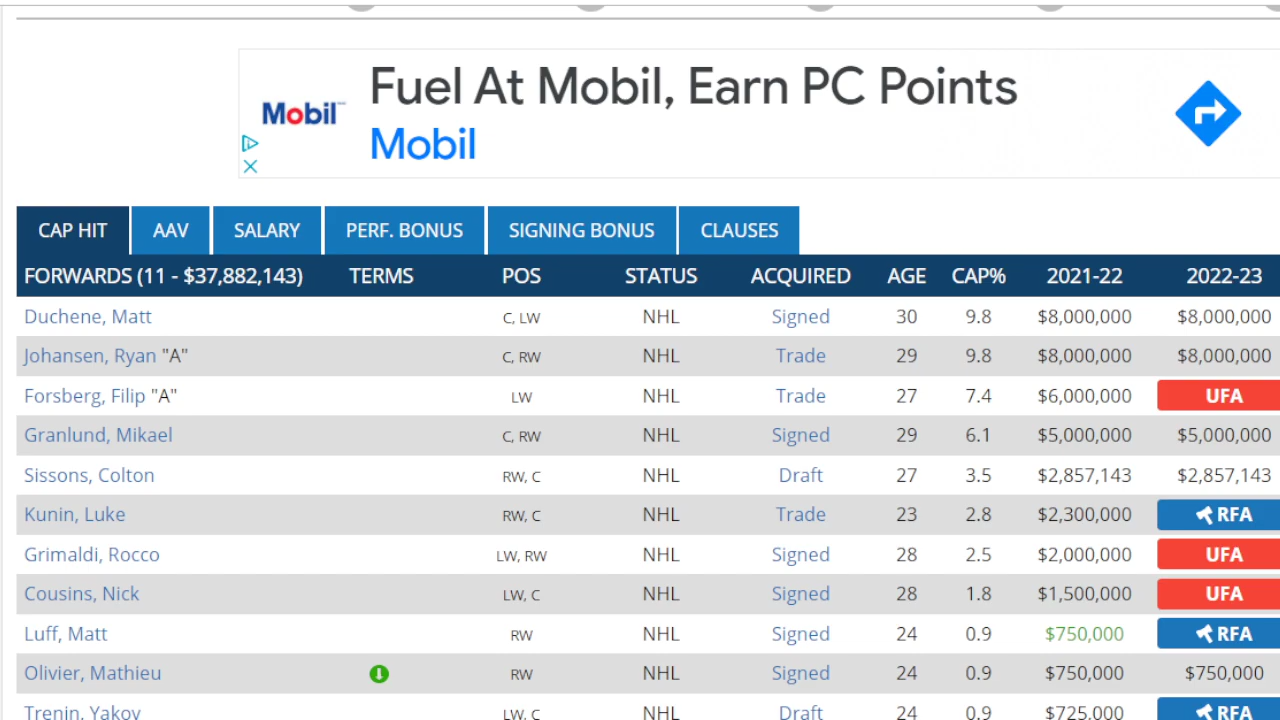 Fuel At Mobil, Earn PC Points
Mobil
Mobil
CAP HIT AAV SALARY PERF. BONUS SIGNING BONUS CLAUSES
FORWARDS (11 - $37,882,143) TERMS POS STATUS ACQUIRED AGE CAP% 2021-22 2022-23
Duchene, Matt C, LW NHL Signed 30 9.8 $8,000,000 $8,000,000
Johansen, Ryan "A" C, RW NHL Trade 29 9.8 $8,000,000 $8,000,000
Forsberg, Filip "A" LW NHL Trade 27 7.4 $6,000,000 UFA
Granlund, Mikael C, RW NHL Signed 29 6.1 $5,000,000 $5,000,000
Sissons, Colton RW, C NHL Draft 27 3.5 $2,857,143 $2,857,143
Kunin, Luke RW, C NHL Trade 23 2.8 $2,300,000 RFA
Grimaldi, Rocco LW, RW NHL Signed 28 2.5 $2,000,000 UFA
Cousins, Nick LW, C NHL Signed 28 1.8 $1,500,000 UFA
Luff, Matt RW NHL Signed 24 0.9 $750,000 RFA
Olivier, Mathieu RW NHL Signed 24 0.9 $750,000 $750,000
Trenin, Yakov LW, C NHL Draft 24 0.9 $725,000 RFA